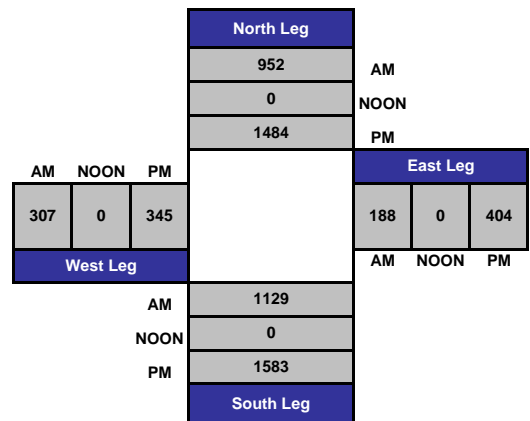 North Leg
952 AM
0 NOON
1484 PM
AM NOON PM
East Leg
307 0 345
188 0 404
West Leg
AM NOON PM
AM 1129
NOON 0
PM 1583
South Leg